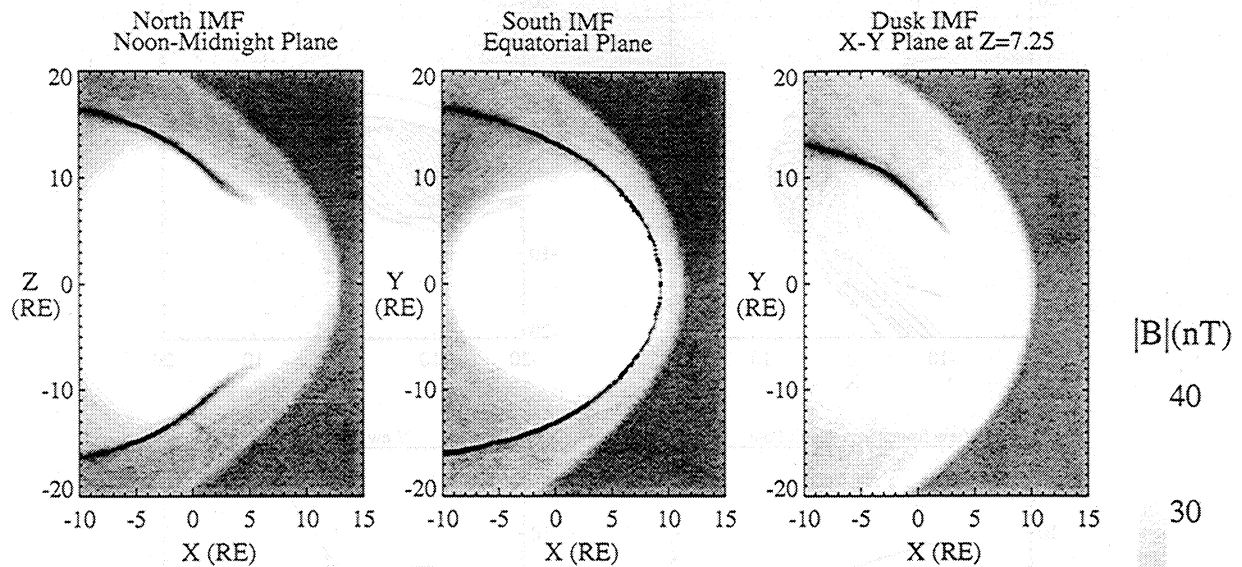 North IMF
Noon-Midnight Plane
South IMF
Equatorial Plane
Dusk IMF
X-Y Plane at Z=7.25
20
10
Z
(RE)
0
-10
-20
-10
-5
0
5
10
15
X (RE)
20
10
Y
(RE)
0
-10
-20
-10
-5
0
5
10
15
X (RE)
20
10
Y
(RE)
0
-10
-20
-10
-5
0
5
10
15
X (RE)
|B|(nT)
40
30